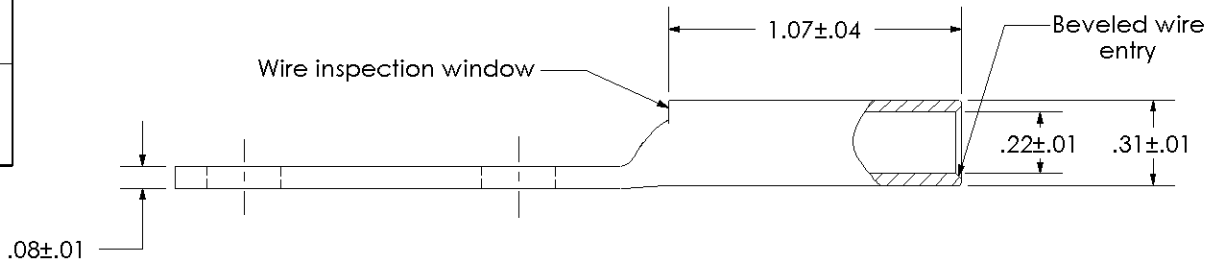 1.07±.04
Beveled wire
entry
Wire inspection window
.22±.01
.31±.01
.08±.01